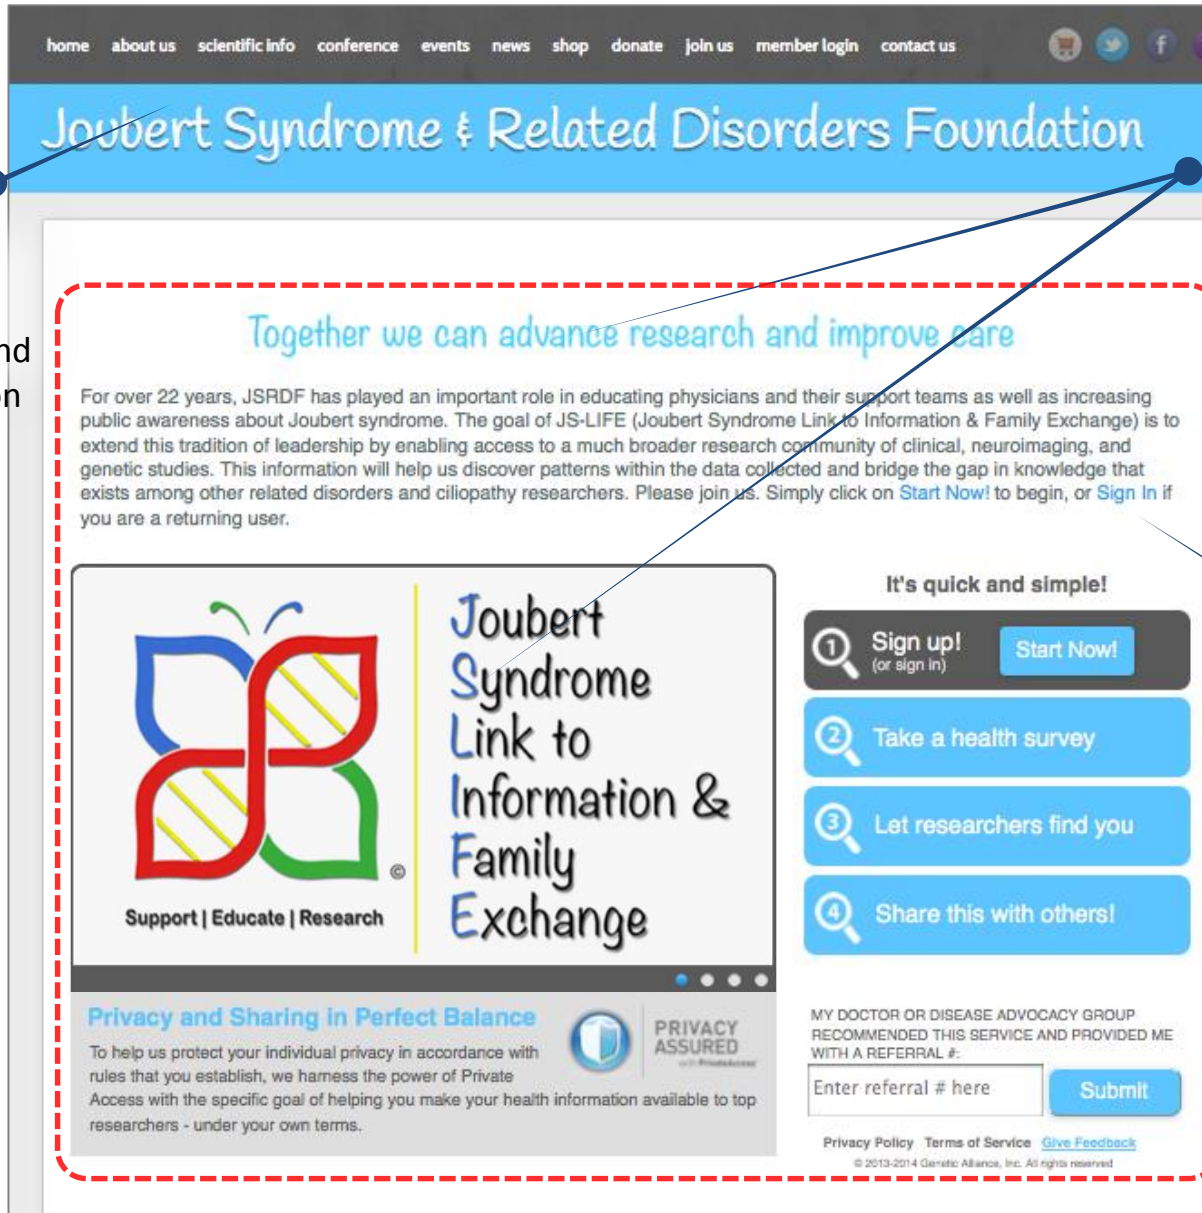 home about us scientific info conference events news shop donate join us member login contact us
Joubert Syndrome & Related Disorders Foundation
Together we can advance research and improve care
nd
on
For over 22 years, JSRDF has played an important role in educating physicians and their support teams as well as increasing
public awareness about Joubert syndrome. The goal of JS-LIFE (Joubert Syndrome Link to Information & Family Exchange) is to
extend this tradition of leadership by enabling access to a much broader research community of clinical, neuroimaging, and
genetic studies. This information will help us discover patterns within the data collected and bridge the gap in knowledge that
exists among other related disorders and ciliopathy researchers. Please join us. Simply click on Start Now! to begin, or Sign In if
you are a returning user.
Joubert
Syndrome
Link to
Information &
Family
Exchange
©
Support | Educate | Research
It's quick and simple!
1 Sign up!
(or sign in)
Start Now!
2 Take a health survey
3 Let researchers find you
4 Share this with others!
Privacy and Sharing in Perfect Balance
To help us protect your individual privacy in accordance with
rules that you establish, we harness the power of Private
Access with the specific goal of helping you make your health information available to top
researchers - under your own terms.
PRIVACY
ASSURED
with PrivateAccess
MY DOCTOR OR DISEASE ADVOCACY GROUP
RECOMMENDED THIS SERVICE AND PROVIDED ME
WITH A REFERRAL #:
Enter referral # here
Submit
Privacy Policy Terms of Service Give Feedback
© 2013-2014 Genetic Alliance, Inc. All rights reserved